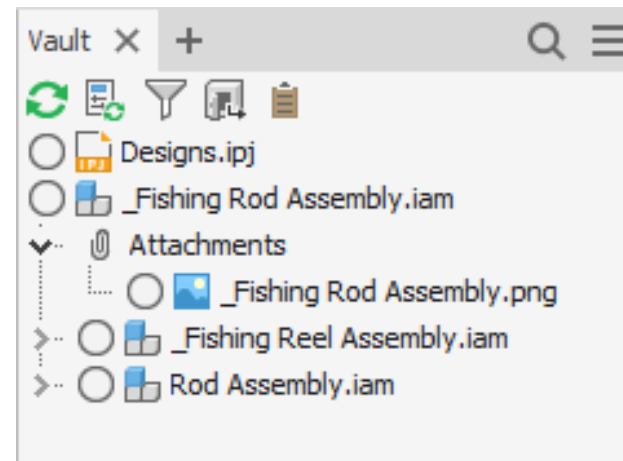 Vault
Designs.ipj
_Fishing Rod Assembly.iam
Attachments
_Fishing Rod Assembly.png
_Fishing Reel Assembly.iam
Rod Assembly.iam